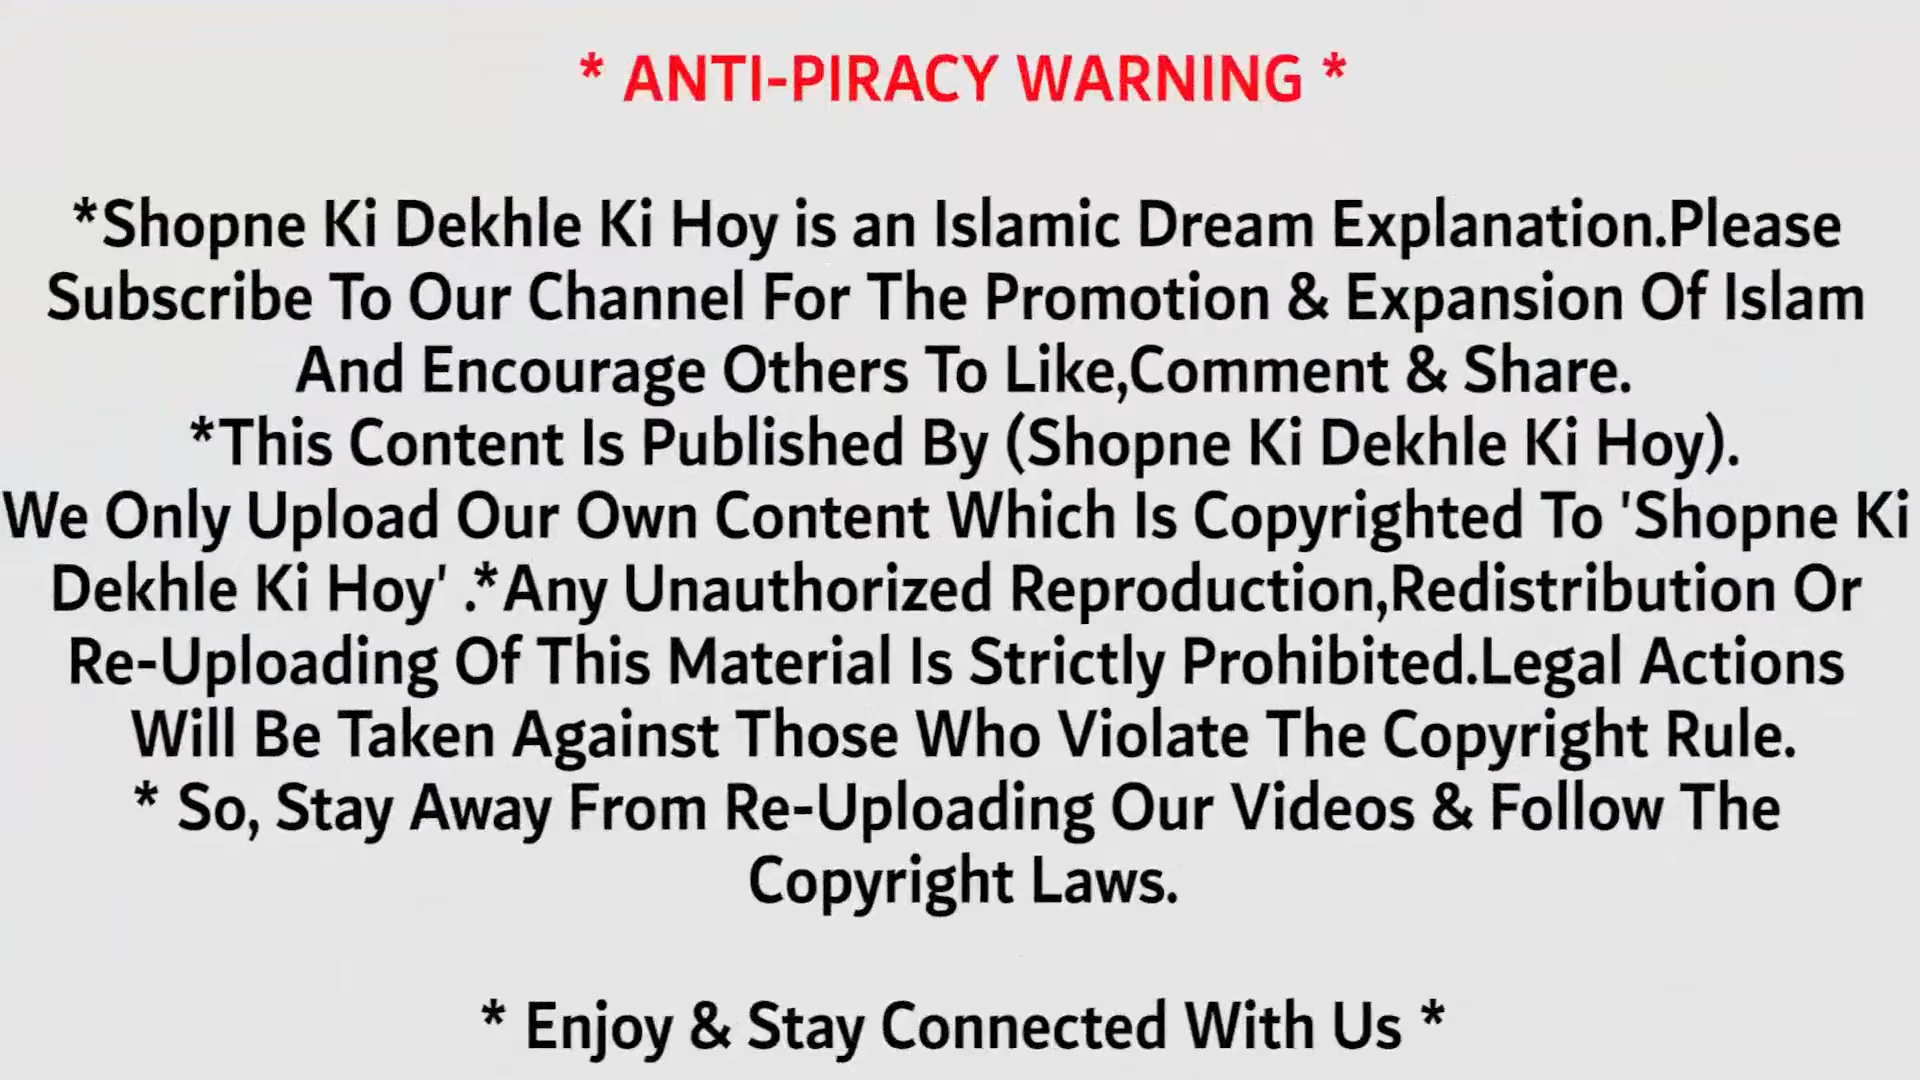 * ANTI-PIRACY WARNING *
*Shopne Ki Dekhle Ki Hoy is an Islamic Dream Explanation.Please
Subscribe To Our Channel For The Promotion & Expansion Of Islam
And Encourage Others To Like,Comment & Share.
*This Content Is Published By (Shopne Ki Dekhle Ki Hoy).
We Only Upload Our Own Content Which Is Copyrighted To 'Shopne Ki
Dekhle Ki Hoy' .*Any Unauthorized Reproduction,Redistribution Or
Re-Uploading Of This Material Is Strictly Prohibited.Legal Actions
Will Be Taken Against Those Who Violate The Copyright Rule.
* So, Stay Away From Re-Uploading Our Videos & Follow The
Copyright Laws.
* Enjoy & Stay Connected With Us *